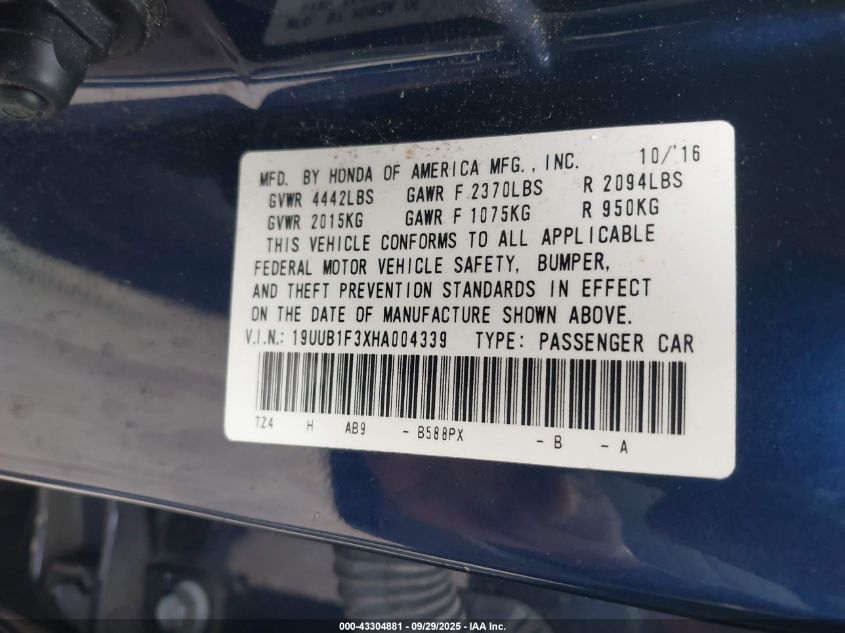 MFD. BY HONDA OF AMERICA MFG., INC. 10/'16
GVWR 4442LBS GAWR F 2370LBS R 2094LBS
GVWR 2015KG GAWR F 1075KG R 950KG
THIS VEHICLE CONFORMS TO ALL APPLICABLE
FEDERAL MOTOR VEHICLE SAFETY, BUMPER,
AND THEFT PREVENTION STANDARDS IN EFFECT
ON THE DATE OF MANUFACTURE SHOWN ABOVE.
V.I.N.: 19UUB1F3XHA004339 TYPE: PASSENGER CAR
TZ4 H AB9 - B588PX - B - A
000-43304881 - 09/29/2025 - IAA Inc.